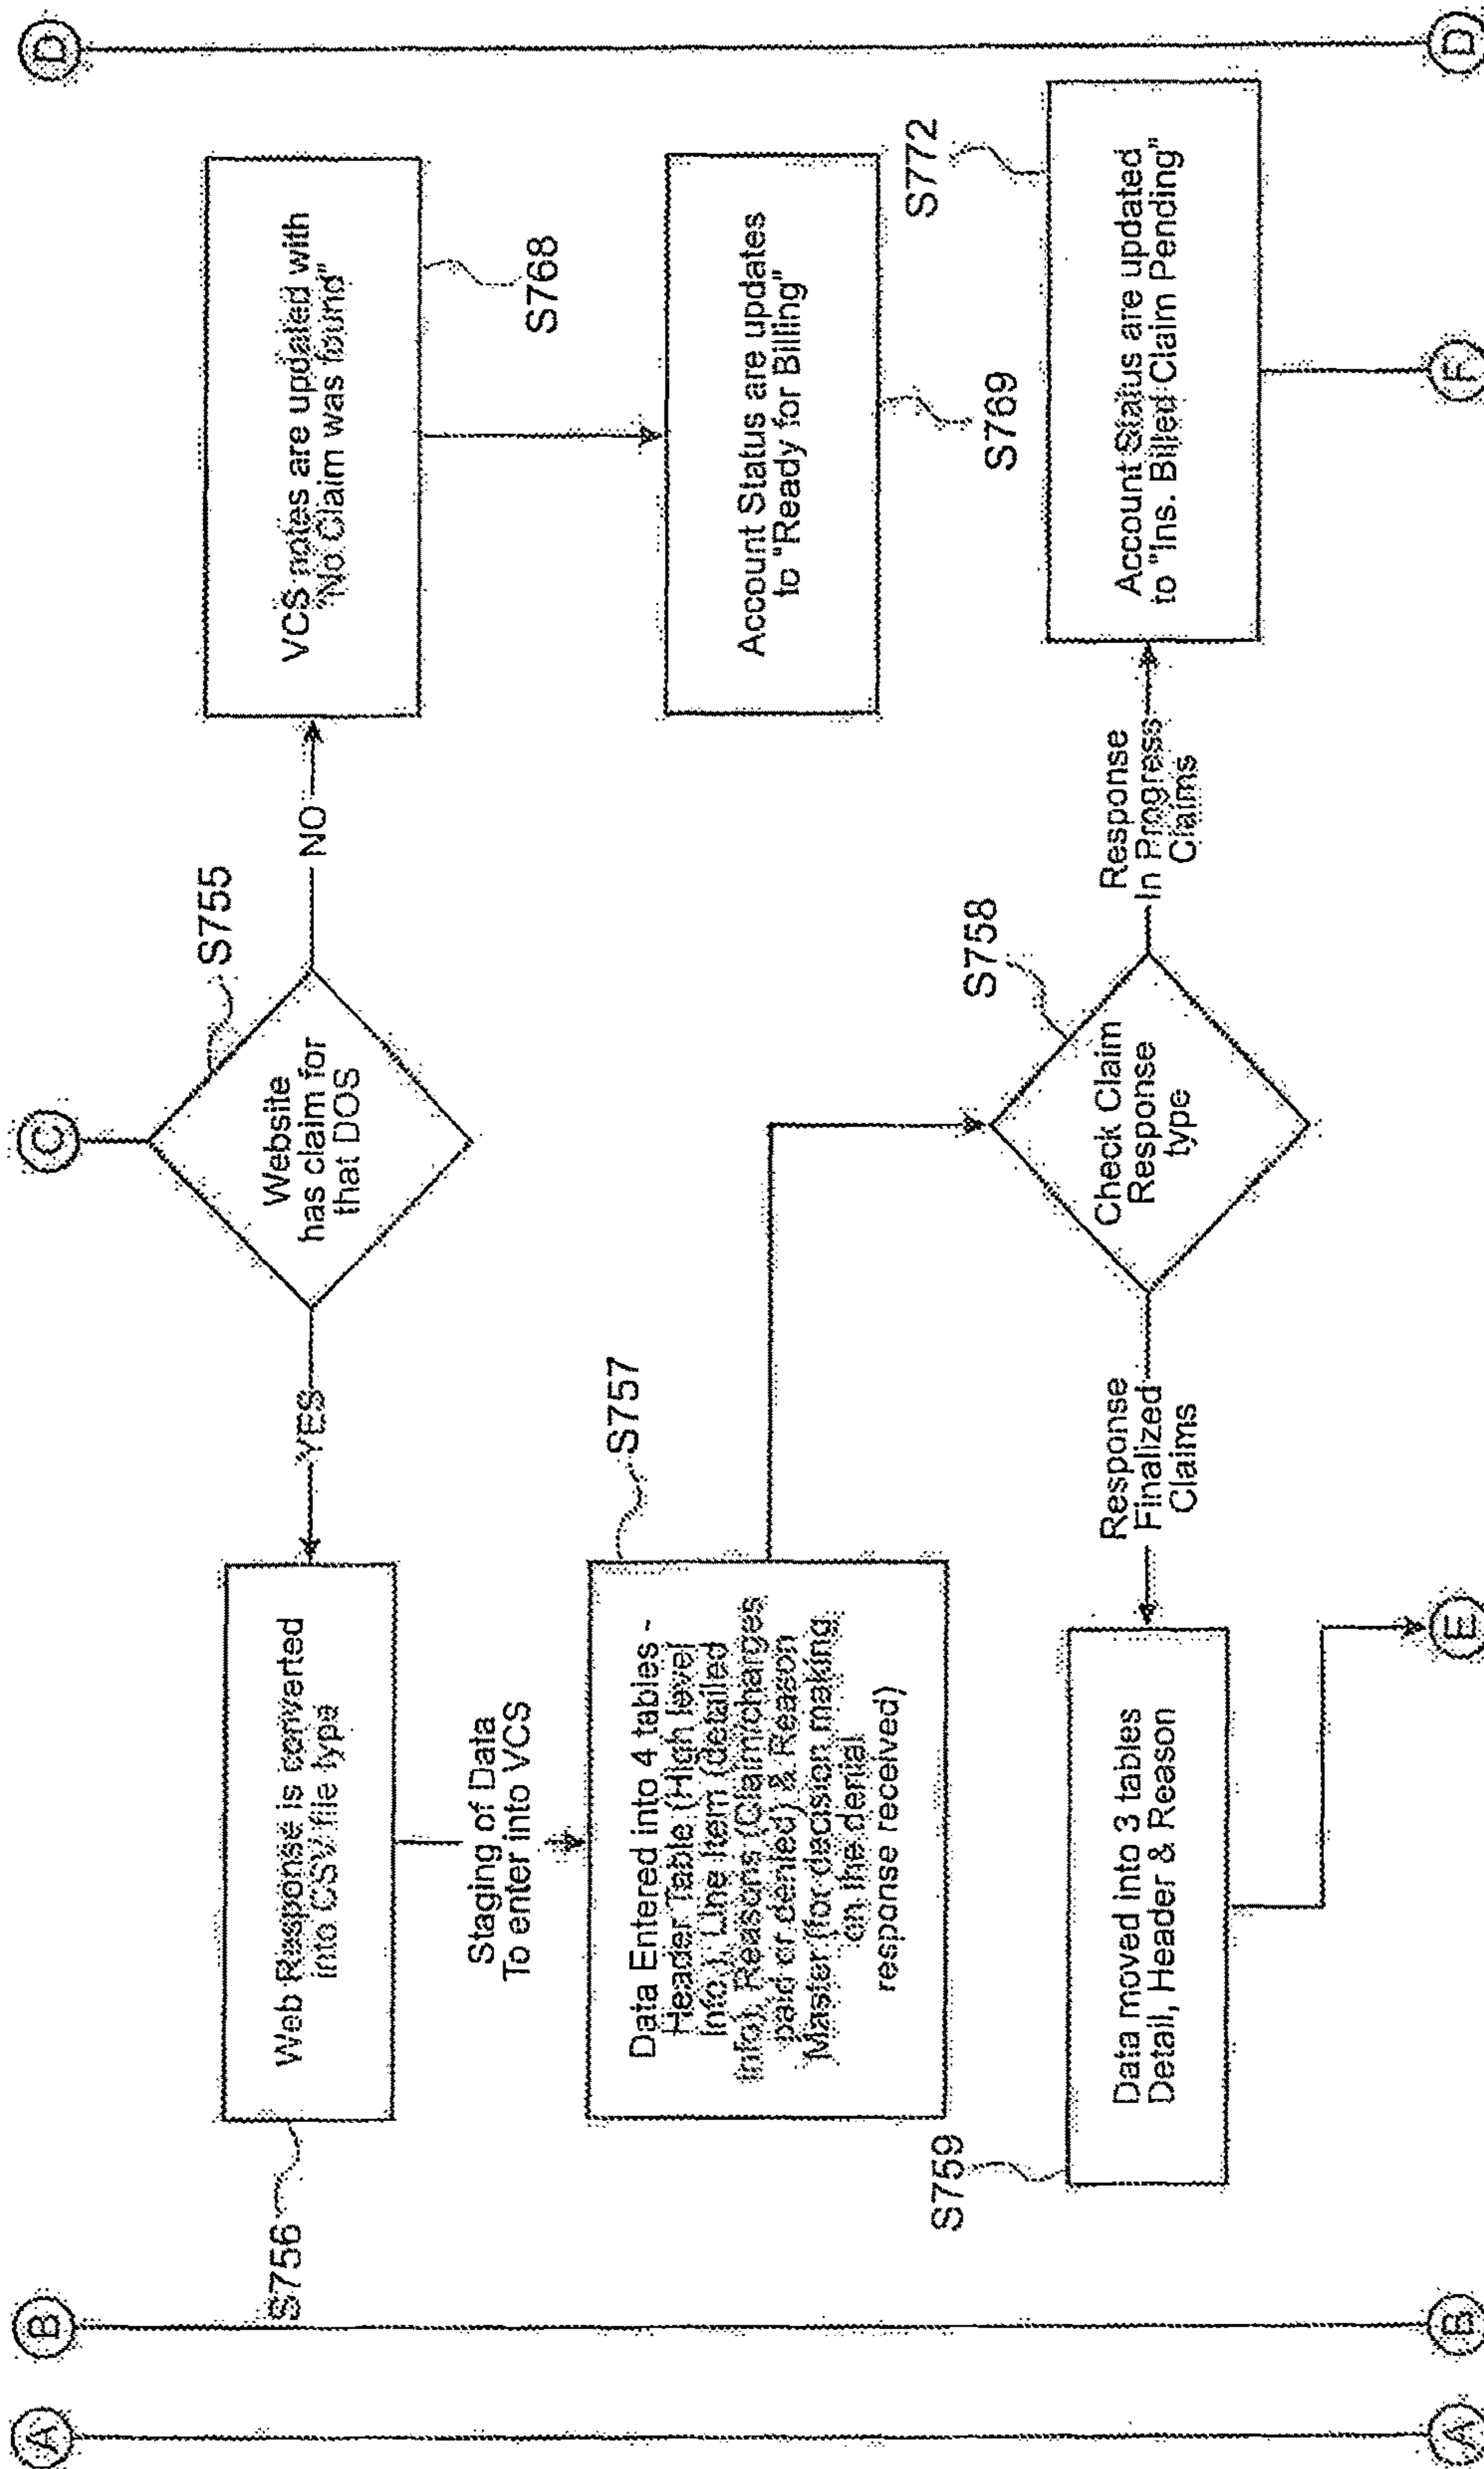 A
B
C
D
Website
has claim for
that DOS
S755
YES
NO
Web Response is converted
into CSV file type
S756
VCS notes are updated with
"No Claim was found"
S768
Staging of Data
To enter into VCS
Data Entered into 4 tables -
Header Table (High level
Info.), Line Item (detailed
info), Reasons (Claim/charges
paid or denied) & Reason
Master (for decision making
on the denial
response received)
S757
Account Status are updates
to "Ready for Billing"
S769
Check Claim
Response
type
S758
Response
Finalized
Claims
Response
In Progress
Claims
Data moved into 3 tables
Detail, Header & Reason
S759
Account Status are updated
to "Ins. Billed Claim Pending"
S772
A
B
E
F
D